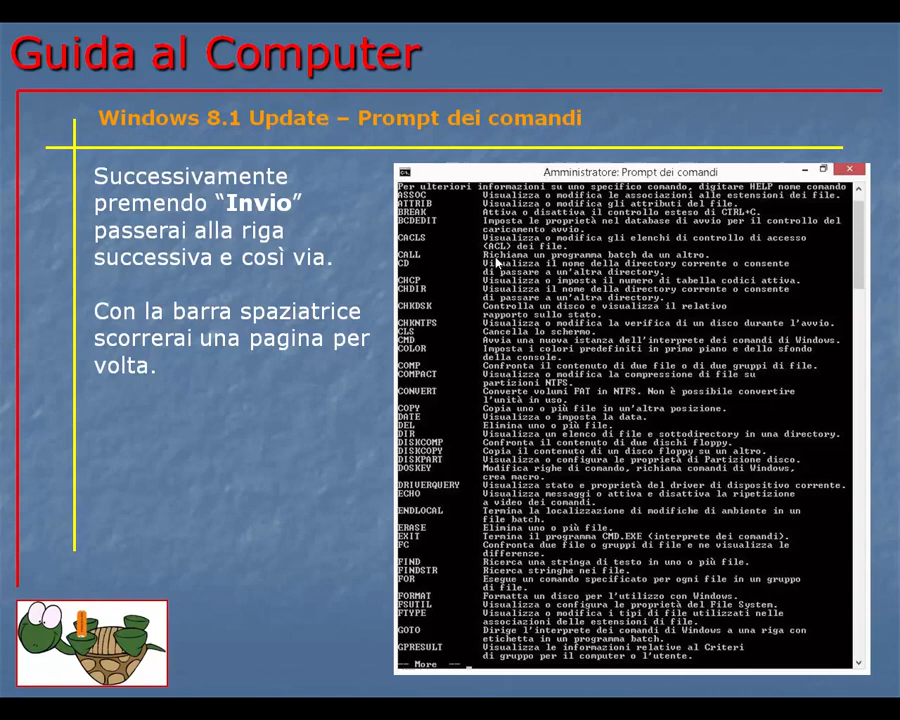 Guida al Computer
Windows 8.1 Update – Prompt dei comandi
Successivamente
premendo “Invio”
passerai alla riga
successiva e così via.
Con la barra spaziatrice
scorrerai una pagina per
volta.
Amministratore: Prompt dei comandi
Per ulteriori informazioni su uno specifico comando, digitare HELP nome comando
ASSOC Visualizza o modifica le associazioni alle estensioni dei file.
ATTRIB Visualizza o modifica gli attributi del file.
BREAK Attiva o disattiva il controllo esteso di CTRL+C.
BCDEDIT Imposta le proprietà nel database di avvio per il controllo del
caricamento avvio.
CACLS Visualizza o modifica gli elenchi di controllo di accesso
(ACL) dei file.
CALL Richiama un programma batch da un altro.
CD Visualizza il nome della directory corrente o consente
di passare a un'altra directory.
CHCP Visualizza o imposta il numero di tabella codici attiva.
CHDIR Visualizza il nome della directory corrente o consente
di passare a un'altra directory.
CHKDSK Controlla un disco e visualizza il relativo
rapporto sullo stato.
CHKNTFS Visualizza o modifica la verifica di un disco durante l'avvio.
CLS Cancella lo schermo.
CMD Avvia una nuova istanza dell'interprete dei comandi di Windows.
COLOR Imposta i colori predefiniti in primo piano e dello sfondo
della console.
COMP Confronta il contenuto di due file o di due gruppi di file.
COMPACT Visualizza o modifica la compressione di file su
partizioni NTFS.
CONVERT Converte volumi FAT in NTFS. Non è possibile convertire
l'unità in uso.
COPY Copia uno o più file in un'altra posizione.
DATE Visualizza o imposta la data.
DEL Elimina uno o più file.
DIR Visualizza un elenco di file e sottodirectory in una directory.
DISKCOMP Confronta il contenuto di due dischi floppy.
DISKCOPY Copia il contenuto di un disco floppy su un altro.
DISKPART Visualizza o configura le proprietà di Partizione disco.
DOSKEY Modifica righe di comando, richiama comandi di Windows,
crea macro.
DRIVERQUERY Visualizza stato e proprietà del driver di dispositivo corrente.
ECHO Visualizza messaggi o attiva e disattiva la ripetizione
a video dei comandi.
ENDLOCAL Termina la localizzazione di modifiche di ambiente in un
file batch.
ERASE Elimina uno o più file.
EXIT Termina il programma CMD.EXE (interprete dei comandi).
FC Confronta due file o gruppi di file e ne visualizza le
differenze.
FIND Ricerca una stringa di testo in uno o più file.
FINDSTR Ricerca stringhe nei file.
FOR Esegue un comando specificato per ogni file in un gruppo
di file.
FORMAT Formatta un disco per l'utilizzo con Windows.
FSUTIL Visualizza o configura le proprietà del File System.
FTYPE Visualizza o modifica i tipi di file utilizzati nelle
associazioni delle estensioni di file.
GOTO Dirige l'interprete dei comandi di Windows a una riga con
etichetta in un programma batch.
GPRESULT Visualizza le informazioni relative al Criteri
di gruppo per il computer o l'utente.
-- More --